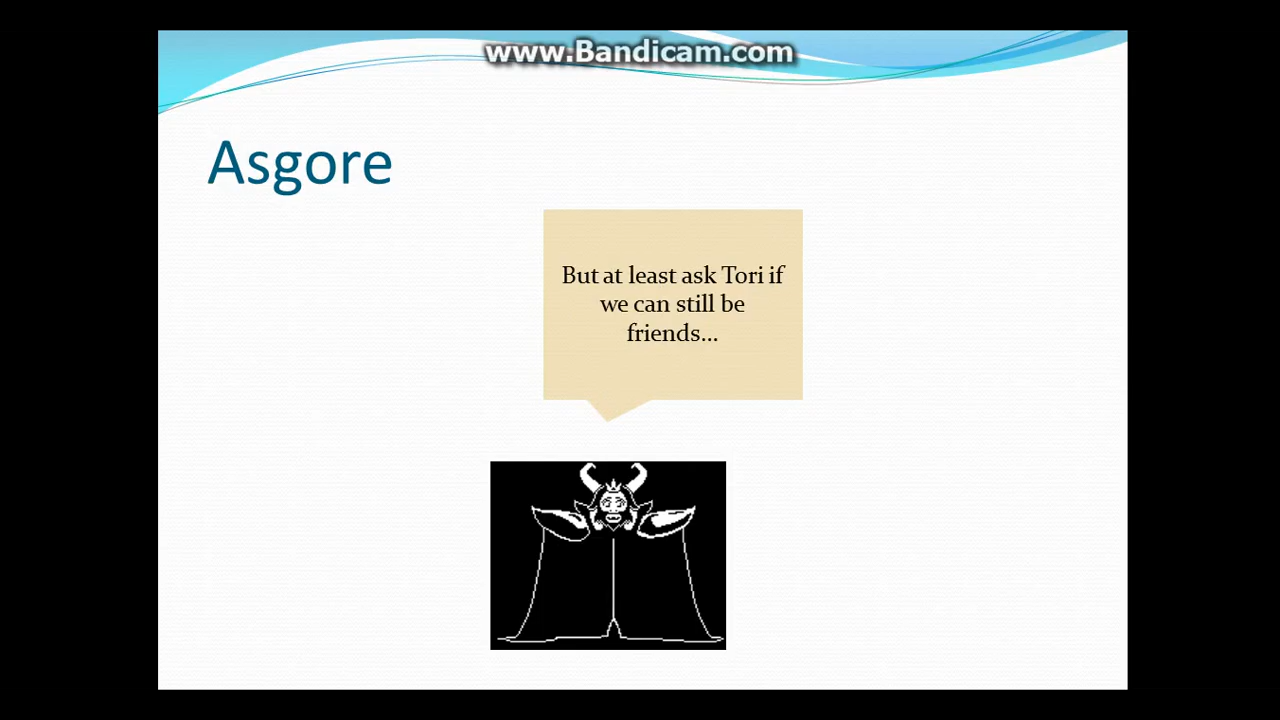 www.Bandicam.com
Asgore
But at least ask Tori if
we can still be
friends...